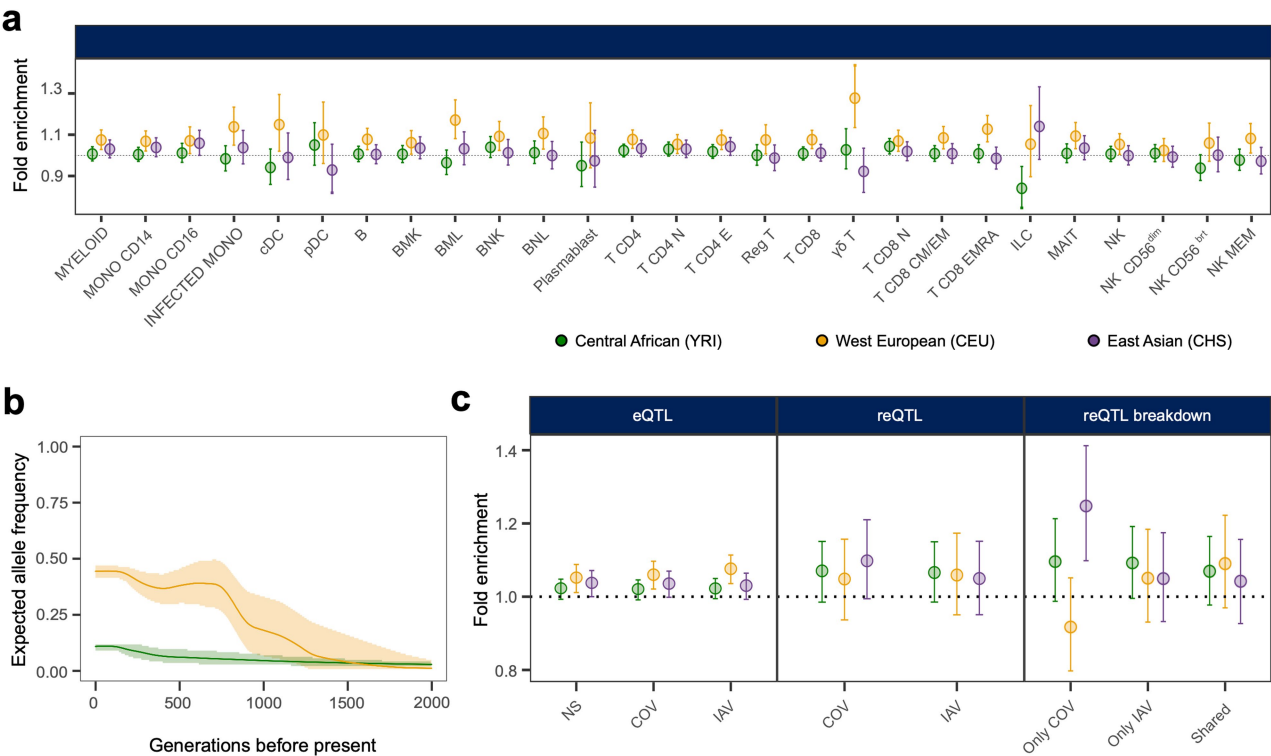 a
Fold enrichment
1.3
1.1
0.9
MYELOID
MONO CD14
MONO CD16
INFECTED MONO
cDC
pDC
B
BMK
BML
BNK
BNL
Plasmablast
T CD4
T CD4 N
T CD4 E
Reg T
T CD8
γδ T
T CD8 N
T CD8 CM/EM
T CD8 EMRA
ILC
MAIT
NK
NK CD56dim
NK CD56 brt
NK MEM
Central African (YRI)
West European (CEU)
East Asian (CHS)
b
Expected allele frequency
1.00
0.75
0.50
0.25
0.00
0
500
1000
1500
2000
Generations before present
c
eQTL
reQTL
reQTL breakdown
Fold enrichment
1.4
1.2
1.0
0.8
NS
COV
IAV
COV
IAV
Only COV
Only IAV
Shared